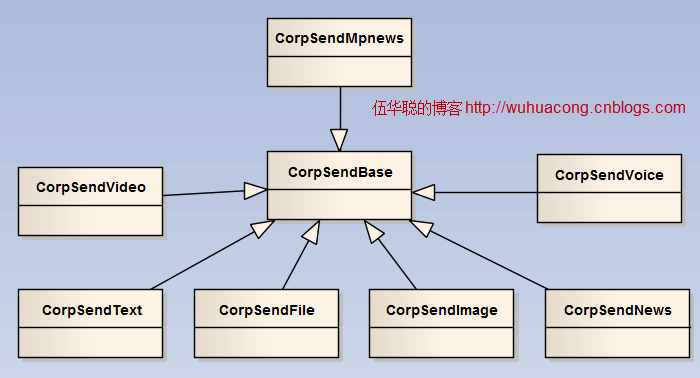 CorpSendMpnews
伍华聪的博客 http://wuhuacong.cnblogs.com
CorpSendVideo
CorpSendBase
CorpSendVoice
CorpSendText
CorpSendFile
CorpSendImage
CorpSendNews